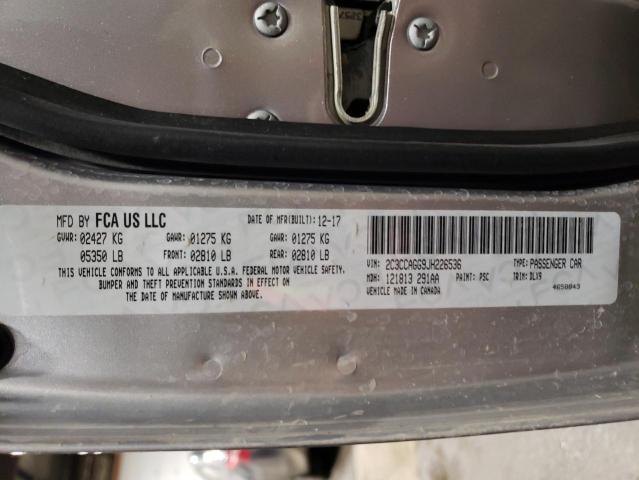 MFD BY FCA US LLC DATE OF MFR(BUILT): 12-17
GVWR: 02427 KG GAWR: 01275 KG GAWR: 01275 KG
05350 LB FRONT: 02810 LB REAR: 02810 LB
THIS VEHICLE CONFORMS TO ALL APPLICABLE U.S.A. FEDERAL MOTOR VEHICLE SAFETY,
BUMPER AND THEFT PREVENTION STANDARDS IN EFFECT ON
THE DATE OF MANUFACTURE SHOWN ABOVE.
VIN: 2C3CCAGG9JH226536 TYPE: PASSENGER CAR
MDH: 121813 291AA PAINT: PSC TRIM: DLX9
VEHICLE MADE IN CANADA 4650843